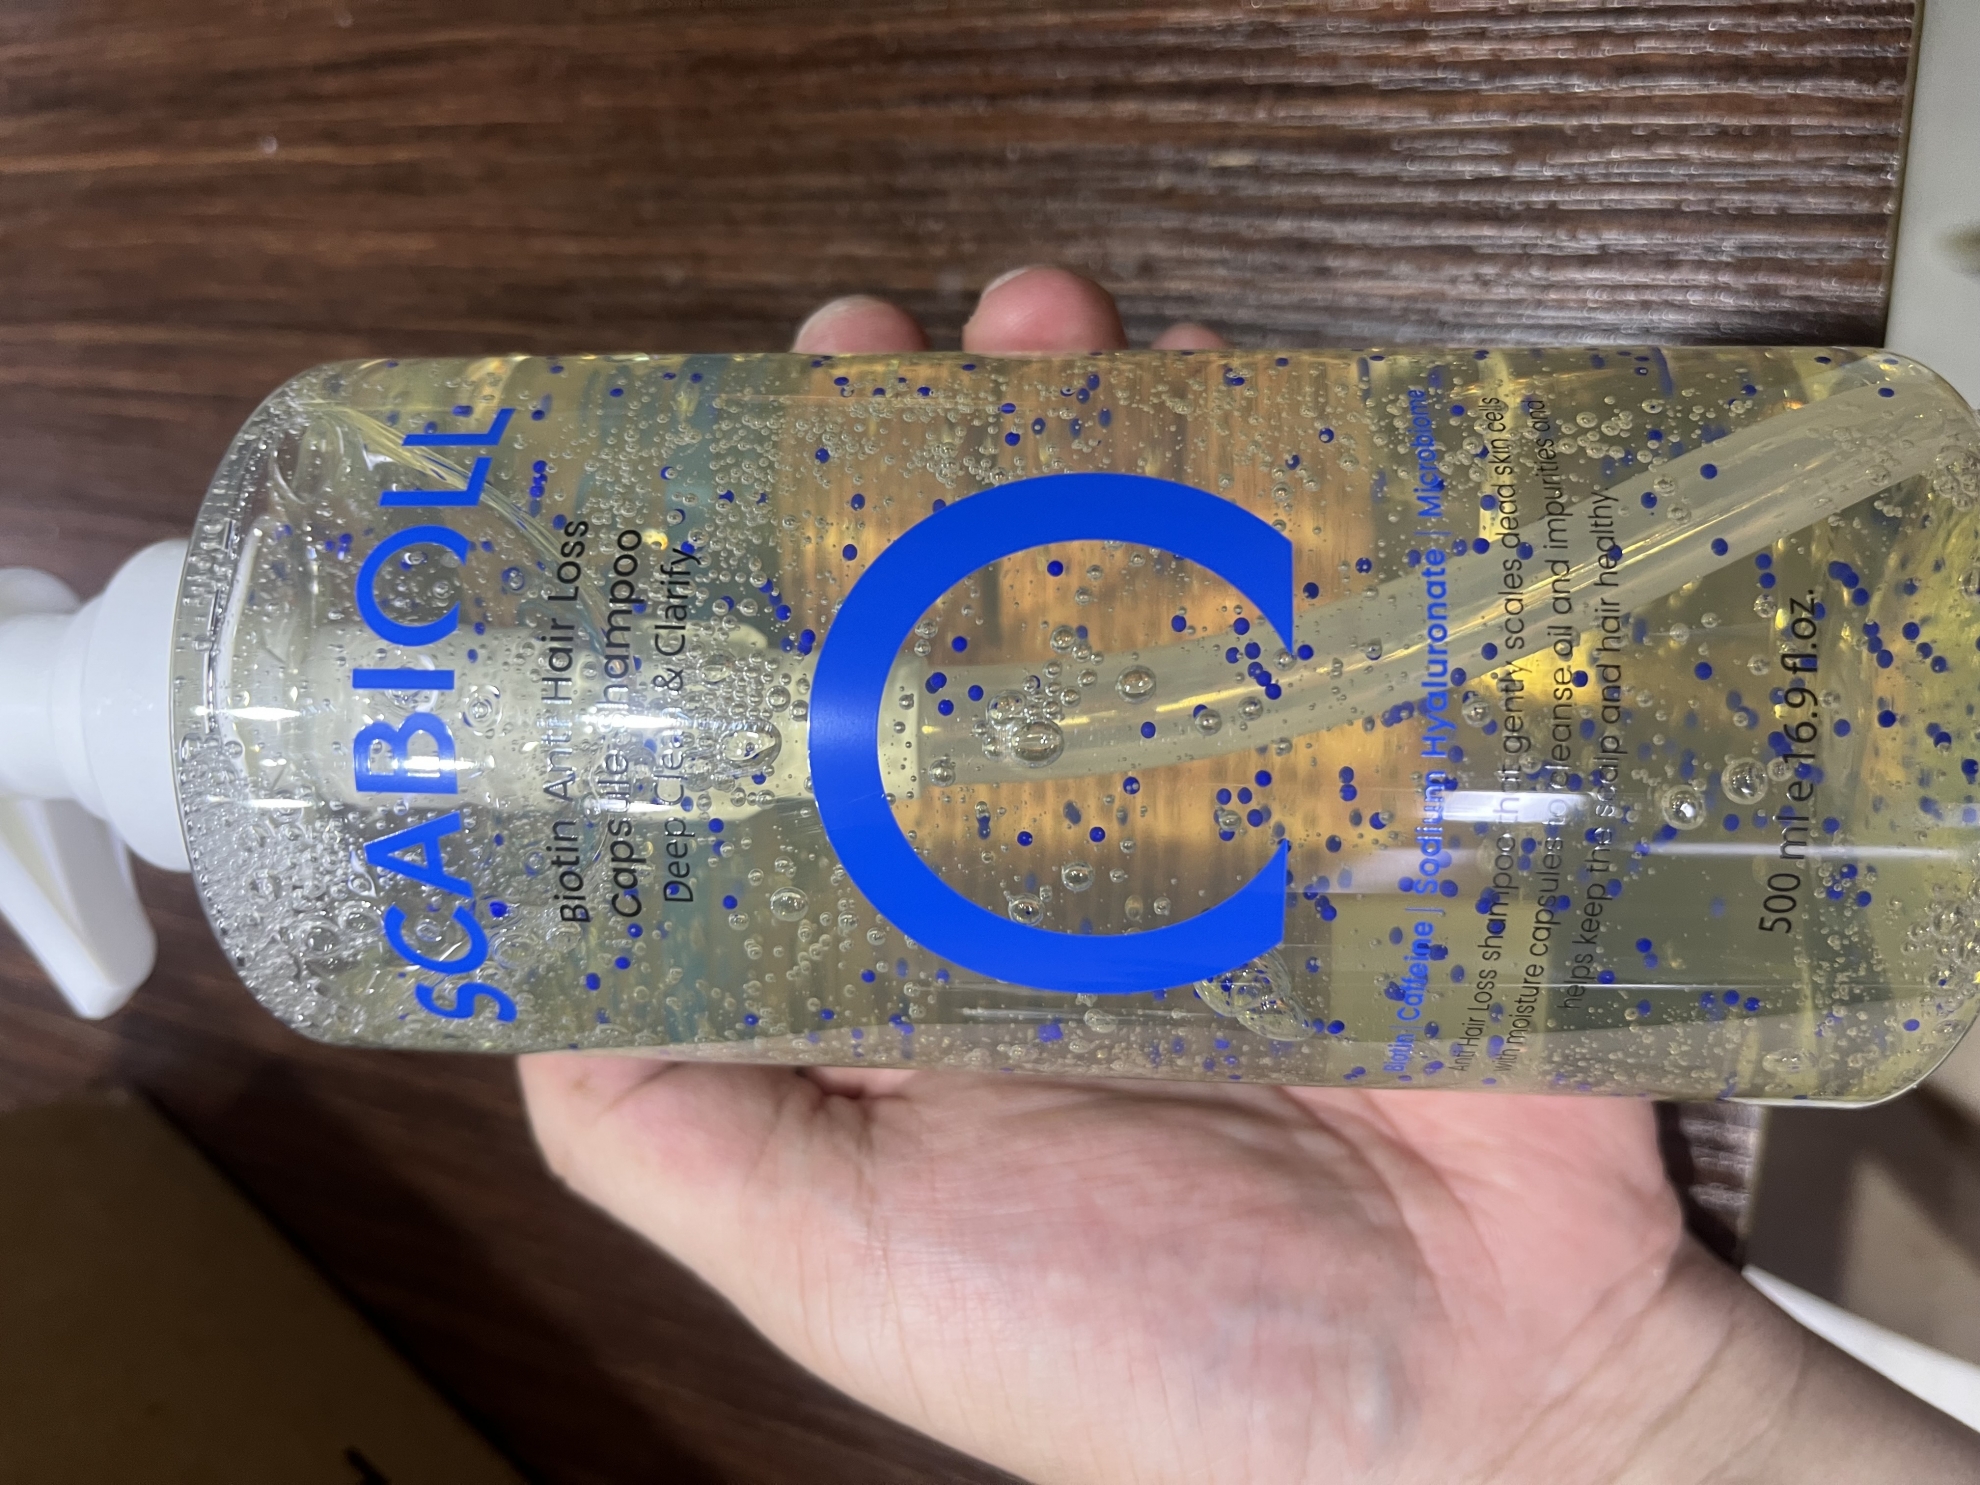 SCABIOLL
Biotin Anti Hair Loss
Capsule Shampoo
Deep Clean & Clarify
C
Biotin | Caffeine | Sodium Hyaluronate | Microbiome
Anti Hair Loss shampoo that gently scales dead skin cells
with moisture capsules to cleanse oil and impurities and
helps keep the scalp and hair healthy
500 ml e 16.9 fl.oz.